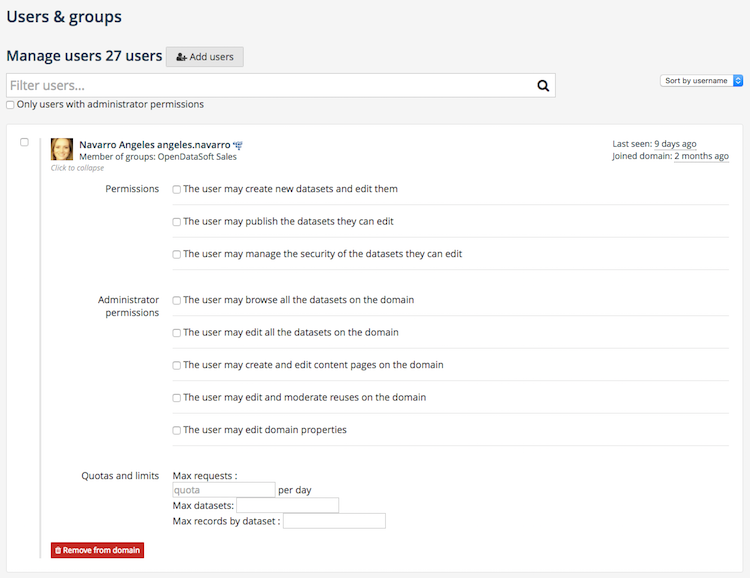 Users & groups
Manage users 27 users Add users
Filter users...
Sort by username
Only users with administrator permissions
Navarro Angeles angeles.navarro
Member of groups: OpenDataSoft Sales
Click to collapse
Last seen: 9 days ago
Joined domain: 2 months ago
Permissions
The user may create new datasets and edit them
The user may publish the datasets they can edit
The user may manage the security of the datasets they can edit
Administrator
permissions
The user may browse all the datasets on the domain
The user may edit all the datasets on the domain
The user may create and edit content pages on the domain
The user may edit and moderate reuses on the domain
The user may edit domain properties
Quotas and limits
Max requests :
quota per day
Max datasets:
Max records by dataset :
Remove from domain